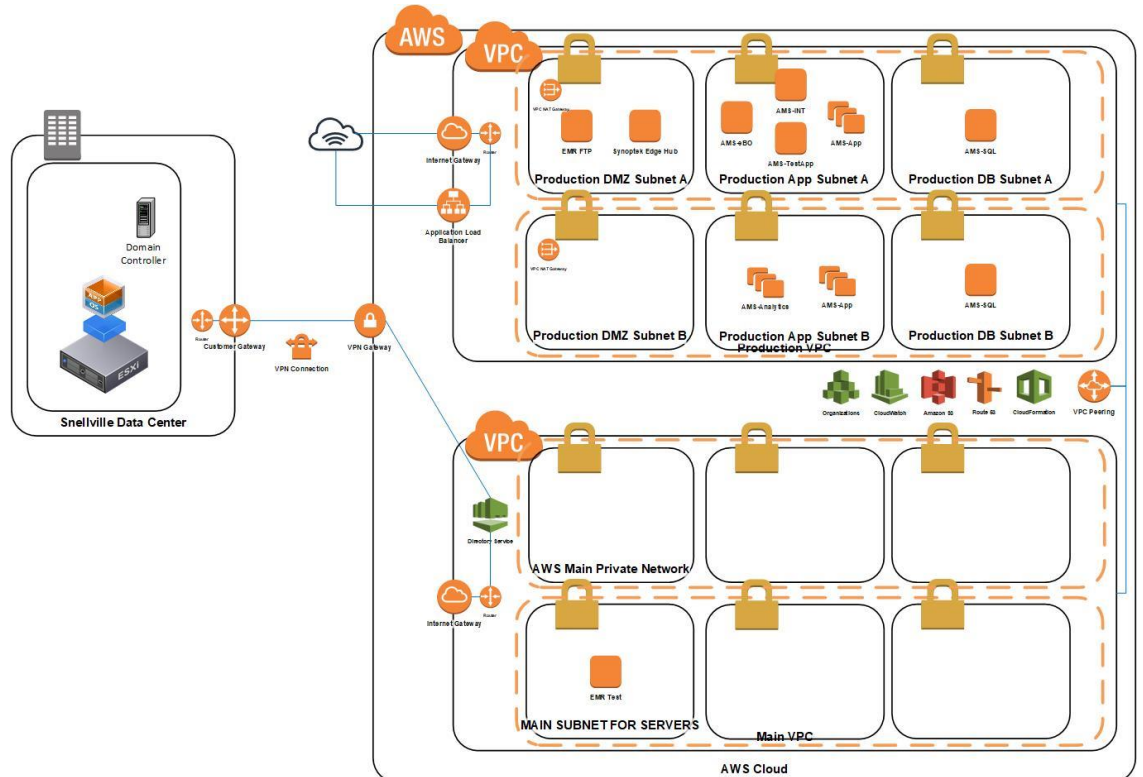 AWS
VPC
VPC NAT Gateway
EMR FTP
Synoptek Edge Hub
Production DMZ Subnet A
AMS-INT
AMS-eBO
AMS-TestApp
AMS-App
Production App Subnet A
AMS-SQL
Production DB Subnet A
Internet Gateway
Router
Application Load
Balancer
VPC NAT Gateway
Production DMZ Subnet B
AMS-Analytics
AMS-App
Production App Subnet B
AMS-SQL
Production DB Subnet B
Production VPC
Domain
Controller
APP
OS
ESXi
Router
Customer Gateway
Snellville Data Center
VPN Connection
VPN Gateway
Organizations
CloudWatch
Amazon S3
Route 53
CloudFormation
VPC Peering
VPC
Directory Service
AWS Main Private Network
Internet Gateway
Router
EMR Test
MAIN SUBNET FOR SERVERS
Main VPC
AWS Cloud